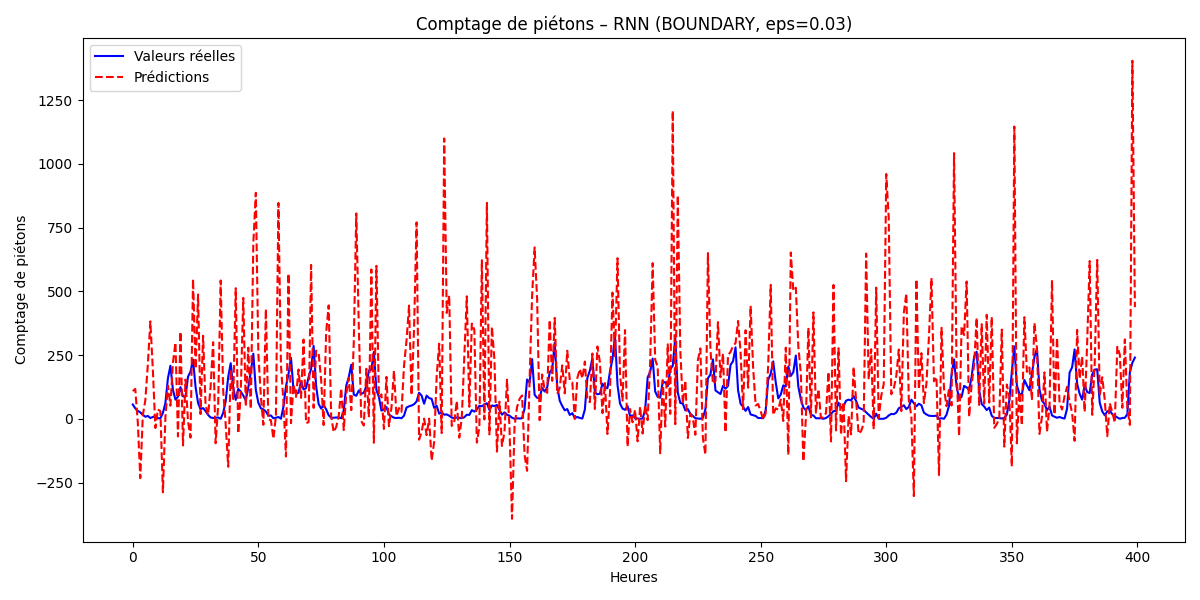 Comptage de piétons – RNN (BOUNDARY, eps=0.03)
Valeurs réelles
Prédictions
Comptage de piétons
1250
1000
750
500
250
0
−250
0 50 100 150 200 250 300 350 400
Heures